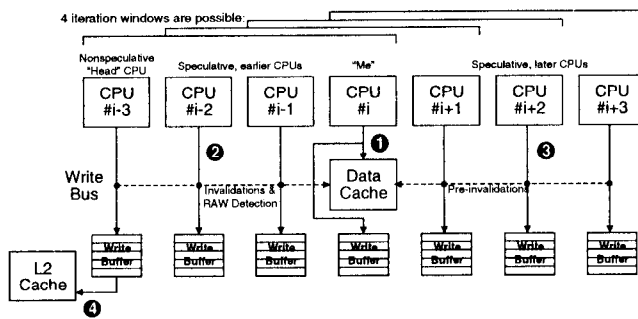 4 iteration windows are possible:
Nonspeculative
"Head" CPU
Speculative, earlier CPUs
"Me"
Speculative, later CPUs
CPU
#i-3
CPU
#i-2
CPU
#i-1
CPU
#i
CPU
#i+1
CPU
#i+2
CPU
#i+3
1
2
3
Write
Bus
Invalidations &
RAW Detection
Data
Cache
Pre-invalidations
Write
Buffer
Write
Buffer
Write
Buffer
Write
Buffer
Write
Buffer
Write
Buffer
Write
Buffer
L2
Cache
4